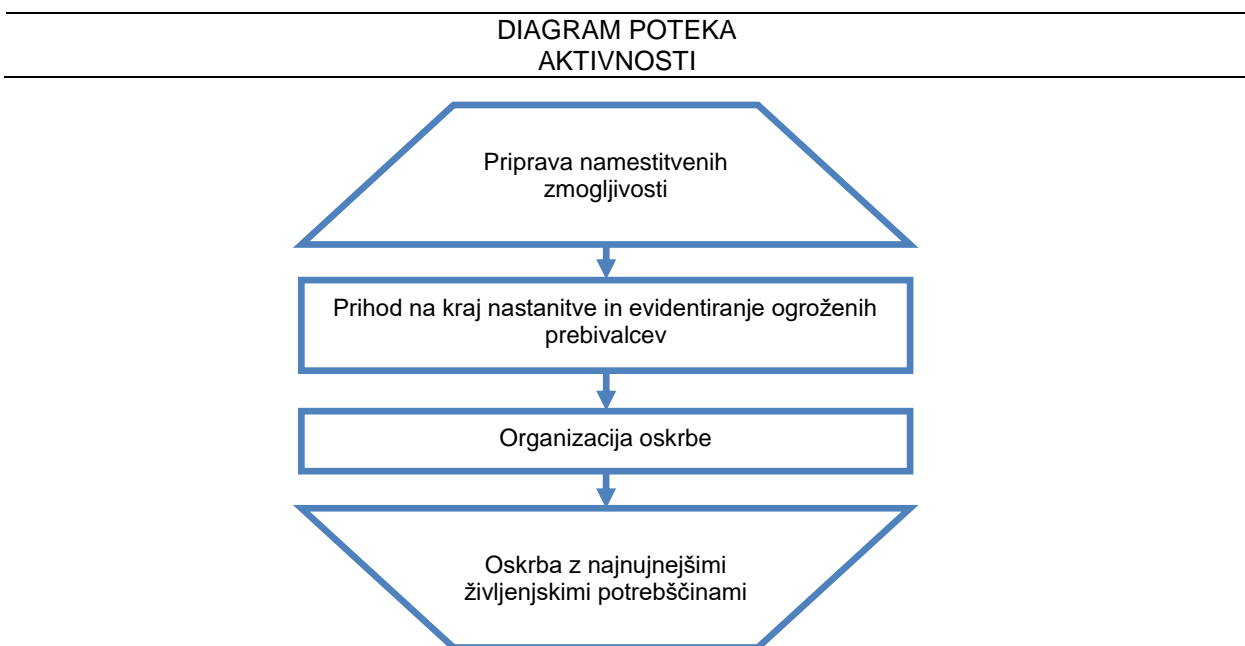 DIAGRAM POTEKA
AKTIVNOSTI
Priprava namestitvenih
zmogljivosti
Prihod na kraj nastanitve in evidentiranje ogroženih
prebivalcev
Organizacija oskrbe
Oskrba z najnujnejšimi
življenjskimi potrebščinami